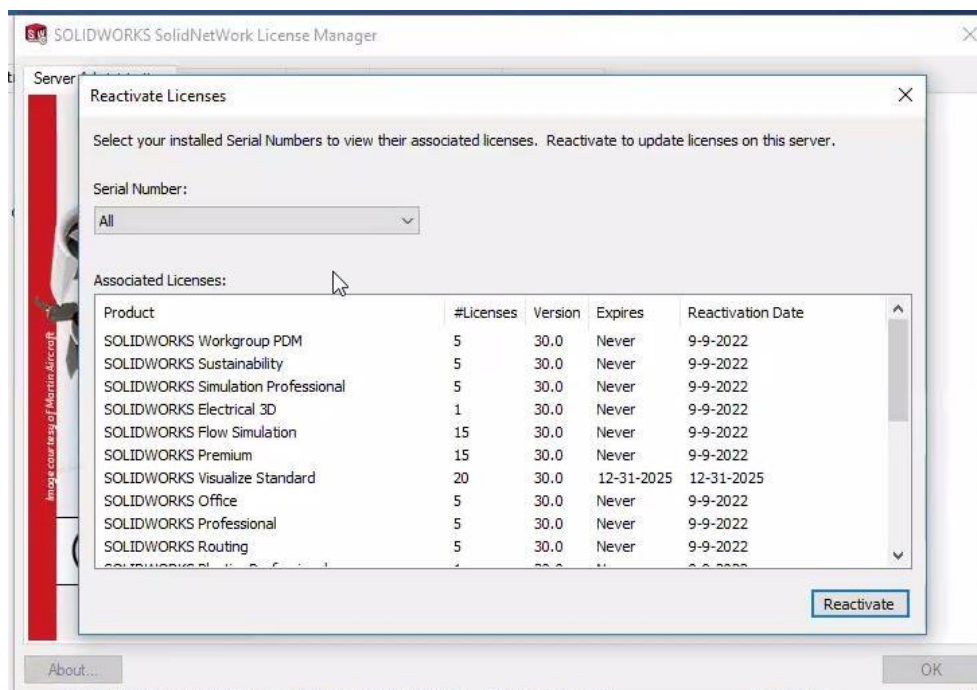 SW SOLIDWORKS SolidNetWork License Manager
Server
Reactivate Licenses
Select your installed Serial Numbers to view their associated licenses. Reactivate to update licenses on this server.
Serial Number:
All
Associated Licenses:
Product #Licenses Version Expires Reactivation Date
SOLIDWORKS Workgroup PDM 5 30.0 Never 9-9-2022
SOLIDWORKS Sustainability 5 30.0 Never 9-9-2022
SOLIDWORKS Simulation Professional 5 30.0 Never 9-9-2022
SOLIDWORKS Electrical 3D 1 30.0 Never 9-9-2022
SOLIDWORKS Flow Simulation 15 30.0 Never 9-9-2022
SOLIDWORKS Premium 15 30.0 Never 9-9-2022
SOLIDWORKS Visualize Standard 20 30.0 12-31-2025 12-31-2025
SOLIDWORKS Office 5 30.0 Never 9-9-2022
SOLIDWORKS Professional 5 30.0 Never 9-9-2022
SOLIDWORKS Routing 5 30.0 Never 9-9-2022
Reactivate
Image courtesy of Martin Aircraft
About...
OK